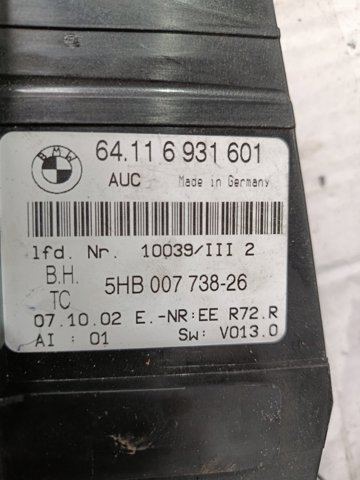 BMW
64.11 6 931 601
AUC Made in Germany
lfd. Nr. 10039/III 2
B.H. 5HB 007 738-26
TC
07.10.02 E.-NR:EE R72.R
AI : 01 Sw: V013.0